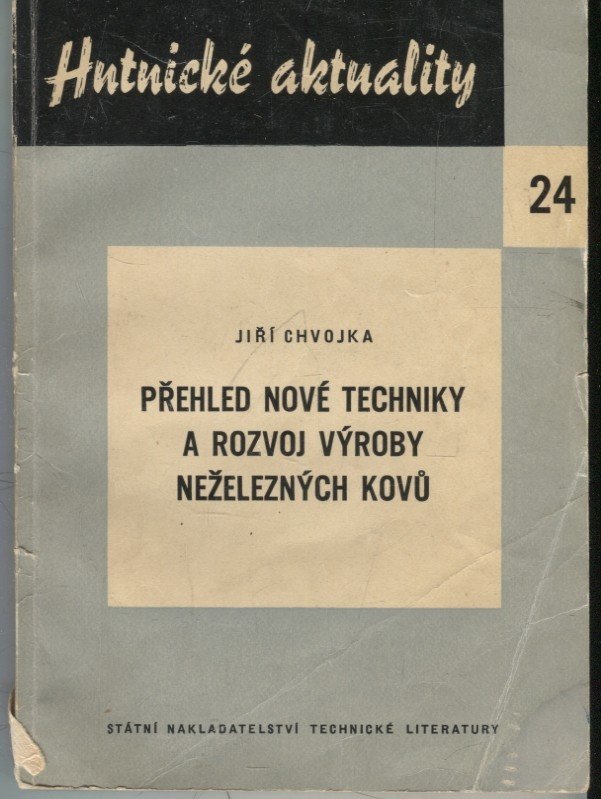 Hutnické aktuality
24
JIŘÍ CHVOJKA
PŘEHLED NOVÉ TECHNIKY
A ROZVOJ VÝROBY
NEŽELEZNÝCH KOVŮ
STÁTNÍ NAKLADATELSTVÍ TECHNICKÉ LITERATURY